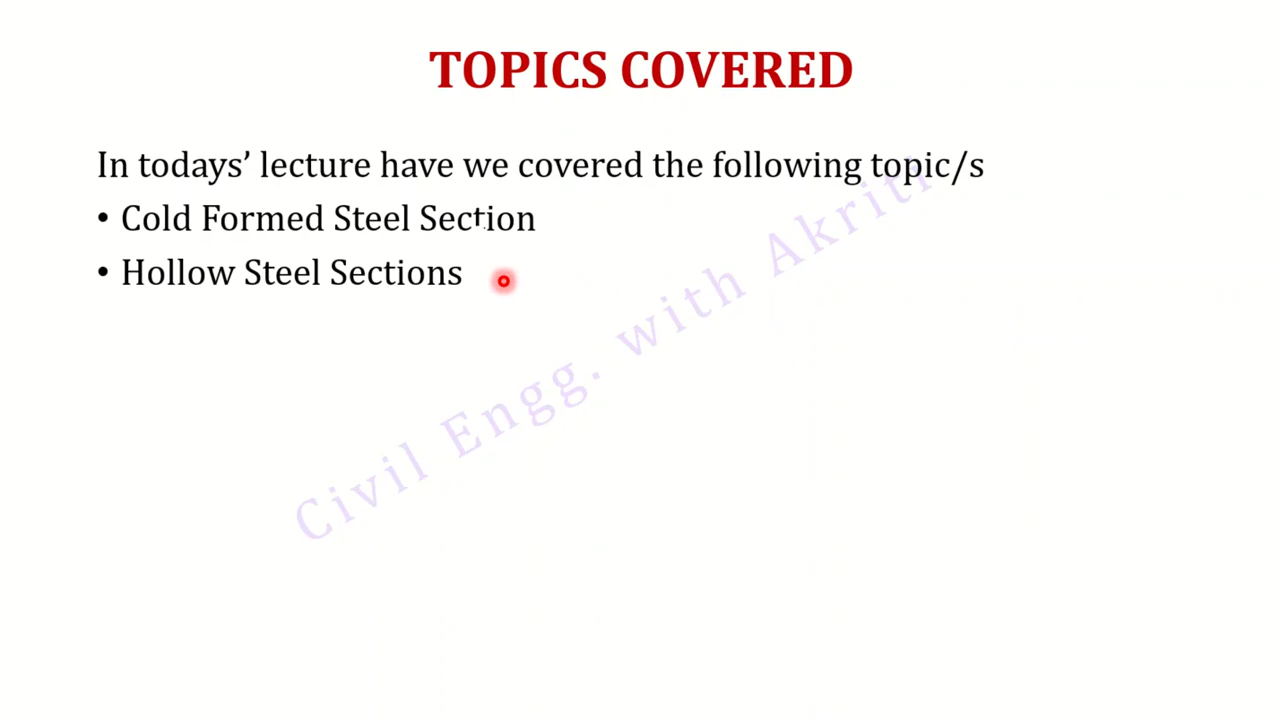 TOPICS COVERED
In todays’ lecture have we covered the following topic/s
• Cold Formed Steel Section
• Hollow Steel Sections
Civil Engg. with Akriti